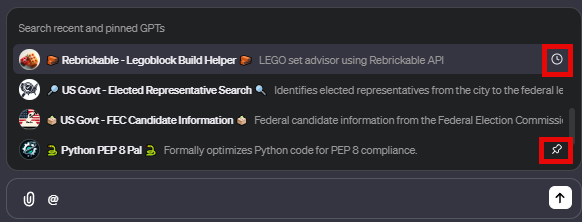 Search recent and pinned GPTs
Rebrickable - Legoblock Build Helper LEGO set advisor using Rebrickable API
US Govt - Elected Representative Search Identifies elected representatives from the city to the federal le
US Govt - FEC Candidate Information Federal candidate information from the Federal Election Commissi
Python PEP 8 Pal Formally optimizes Python code for PEP 8 compliance.
@